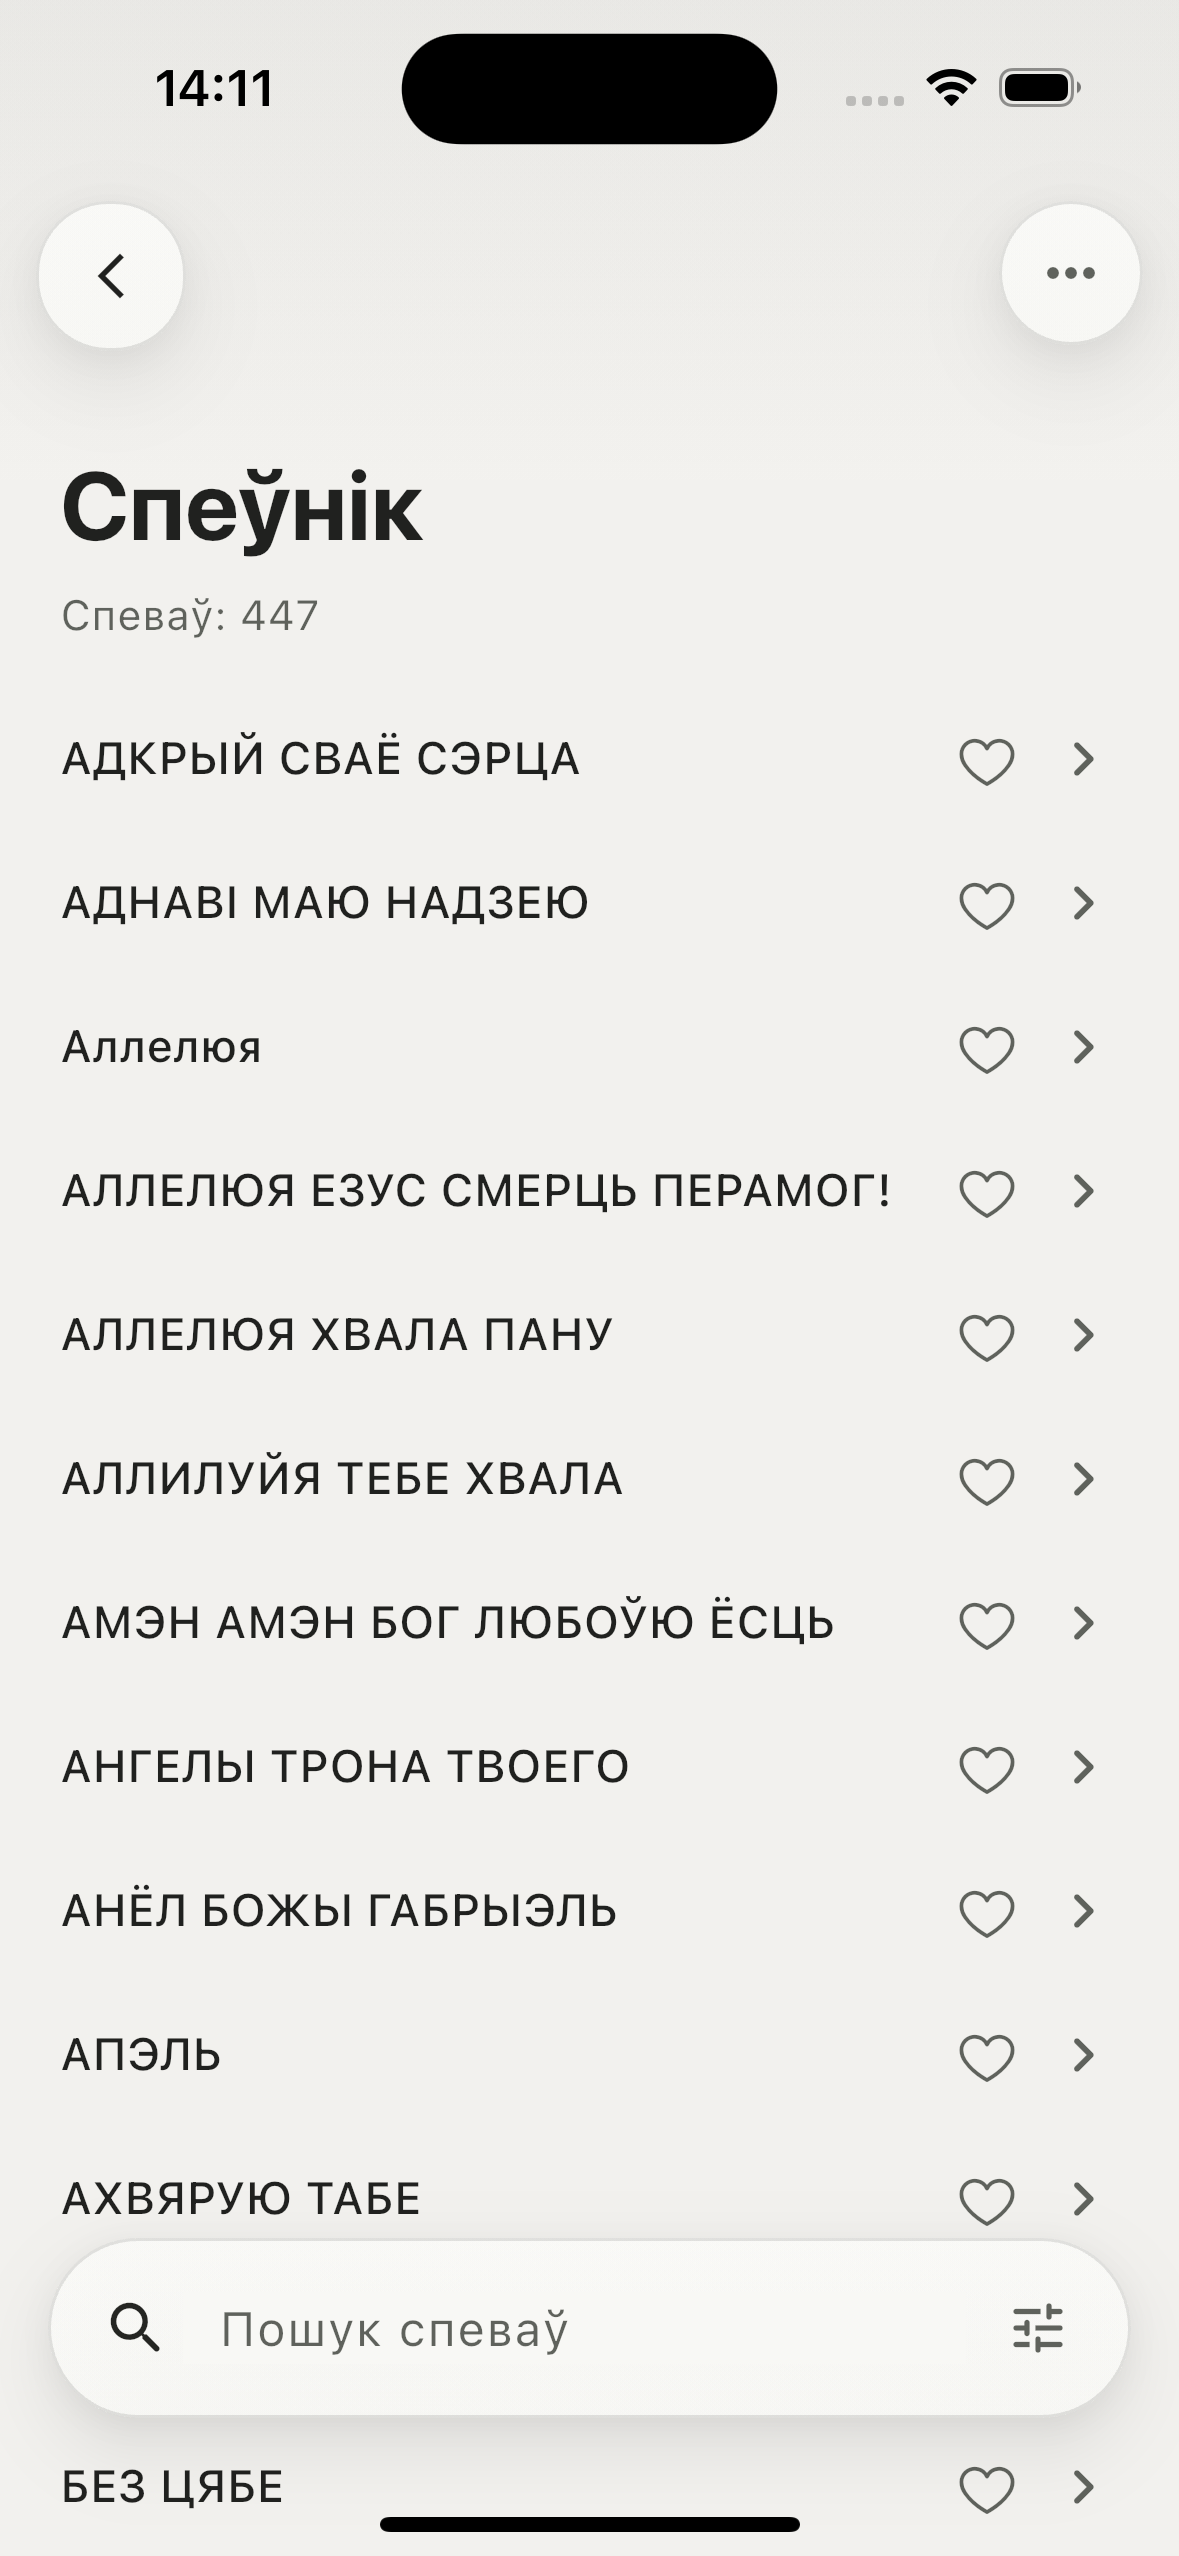 14:11
Спеўнік
Спеваў: 447
АДКРЫЙ СВАЁ СЭРЦА
АДНАВІ МАЮ НАДЗЕЮ
Аллелюя
АЛЛЕЛЮЯ ЕЗУС СМЕРЦЬ ПЕРАМОГ!
АЛЛЕЛЮЯ ХВАЛА ПАНУ
АЛЛИЛУЙЯ ТЕБЕ ХВАЛА
АМЭН АМЭН БОГ ЛЮБОЎЮ ЁСЦЬ
АНГЕЛЫ ТРОНА ТВОЕГО
АНЁЛ БОЖЫ ГАБРЫЭЛЬ
АПЭЛЬ
АХВЯРУЮ ТАБЕ
Пошук спеваў
БЕЗ ЦЯБЕ